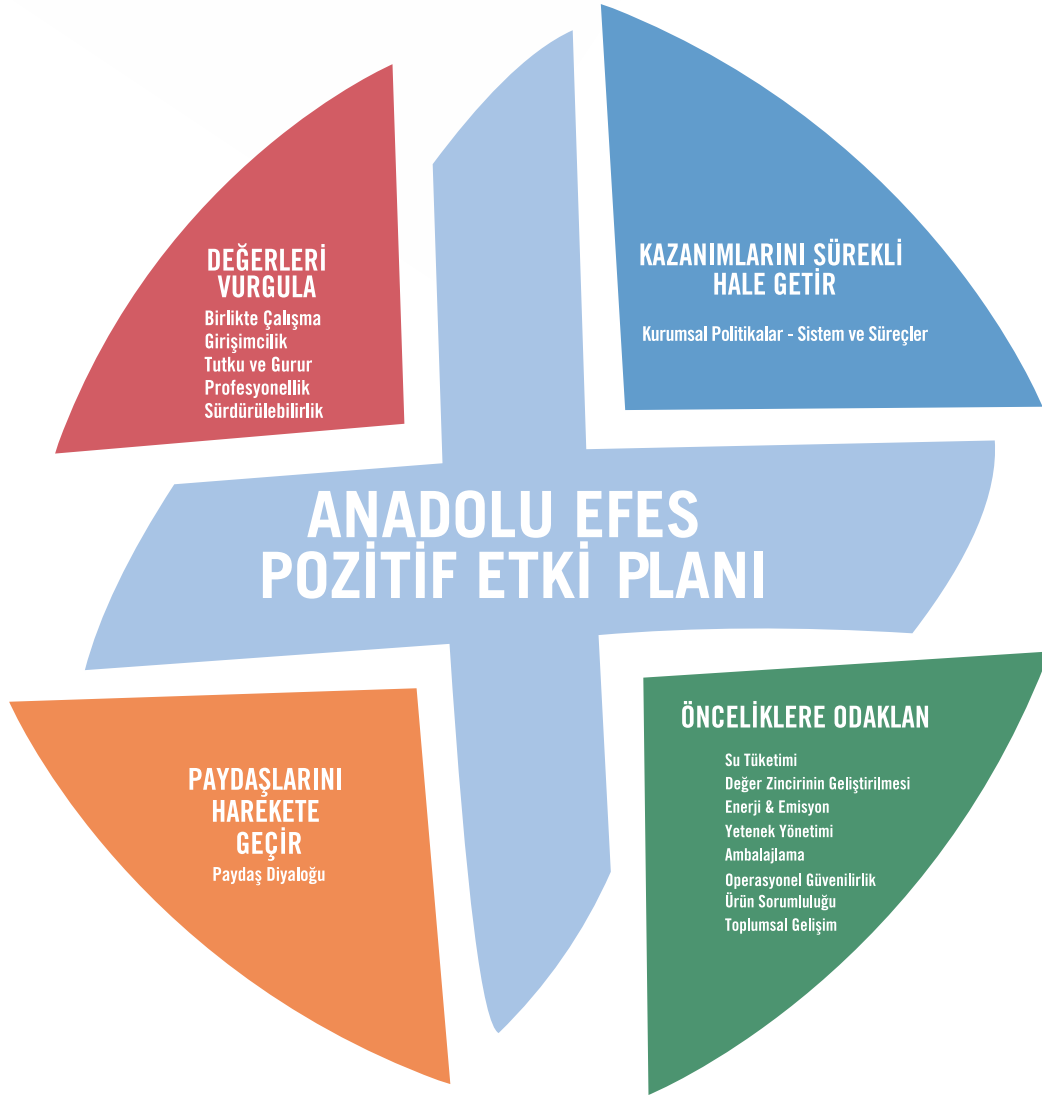 DEĞERLERİ
VURGULA
Birlikte Çalışma
Girişimcilik
Tutku ve Gurur
Profesyonellik
Sürdürülebilirlik
KAZANIMLARINI SÜREKLİ
HALE GETİR
Kurumsal Politikalar - Sistem ve Süreçler
ANADOLU EFES
POZİTİF ETKİ PLANI
PAYDAŞLARINI
HAREKETE
GEÇİR
Paydaş Diyaloğu
ÖNCELİKLERE ODAKLAN
Su Tüketimi
Değer Zincirinin Geliştirilmesi
Enerji & Emisyon
Yetenek Yönetimi
Ambalajlama
Operasyonel Güvenilirlik
Ürün Sorumluluğu
Toplumsal Gelişim